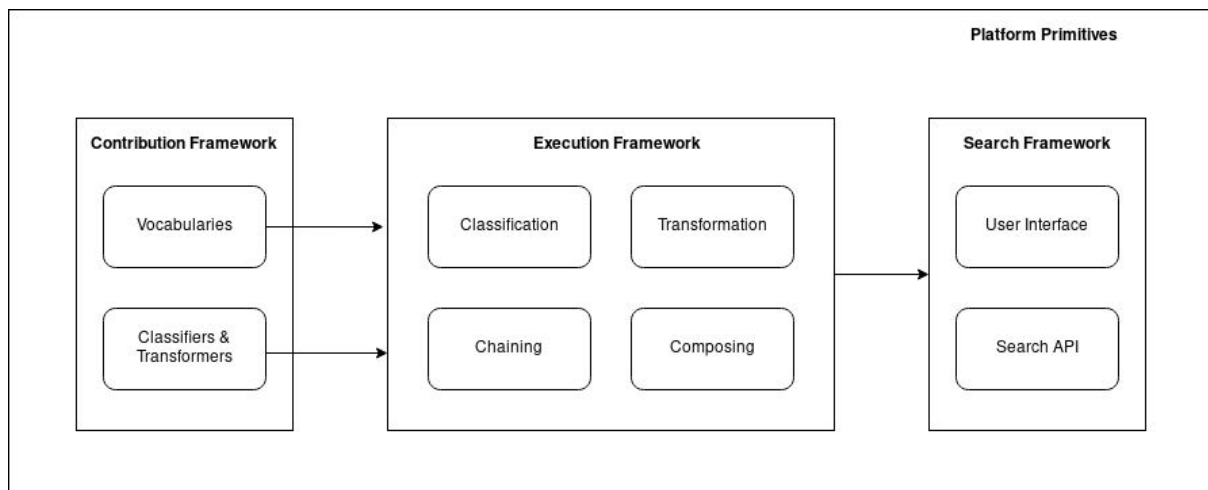 Platform Primitives
Contribution Framework
Vocabularies
Classifiers &
Transformers
Execution Framework
Classification
Transformation
Chaining
Composing
Search Framework
User Interface
Search API